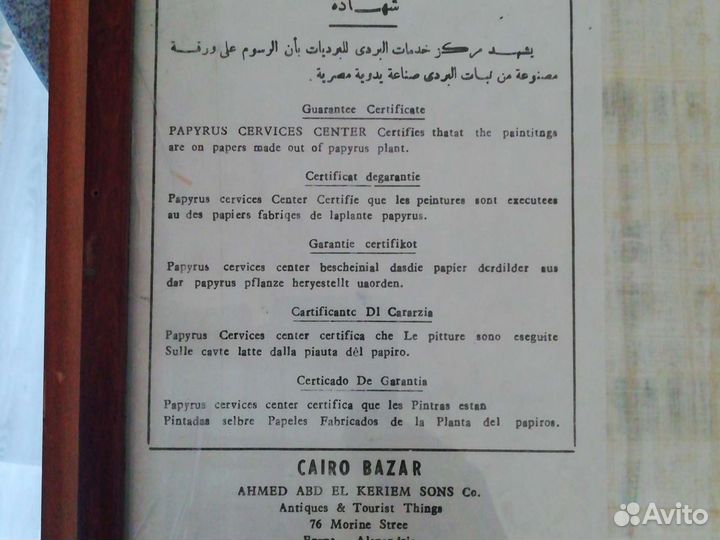 شهـــاده
يشهـد مركز خدمات البردى للبرديات بأن الرسوم على ورقـة
مصنوعة من نبات البردى صناعة يدوية مصرية .
Guarantee Certificate
PAPYRUS CERVICES CENTER Certifies thatat the paintitngs
are on papers made out of papyrus plant.
Certificat degarantie
Papyrus cervices Center Certifie que les peintures sont executees
au des papiers fabriqes de laplante papyrus.
Garantie certifikot
Papyrus cervices center bescheinial dasdie papier derdilder aus
dar papyrus pflanze heryestellt uaorden.
Cartificante Dl Cararzia
Papyrus Cervices center certifica che Le pitture sono eseguite
Sulle cavte latte dalla piauta dèl papiro.
Certicado De Garantia
Papyrus cervices center certifica que les Pintras estan
Pintadas selbre Papeles Fabricados de la Planta del papiros.
CAIRO BAZAR
AHMED ABD EL KERIEM SONS Co.
Antiques & Tourist Things
76 Morine Stree
Avito